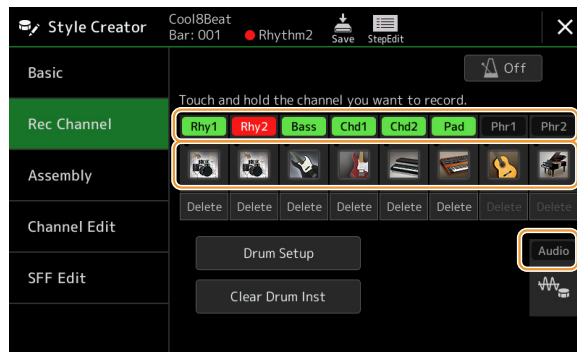 Style Creator
Cool8Beat
Bar: 001 Rhythm2
Save StepEdit
Basic
Off
Touch and hold the channel you want to record.
Rec Channel
Rhy1 Rhy2 Bass Chd1 Chd2 Pad Phr1 Phr2
Assembly
Delete Delete Delete Delete Delete Delete Delete Delete
Channel Edit
Drum Setup
Audio
SFF Edit
Clear Drum Inst